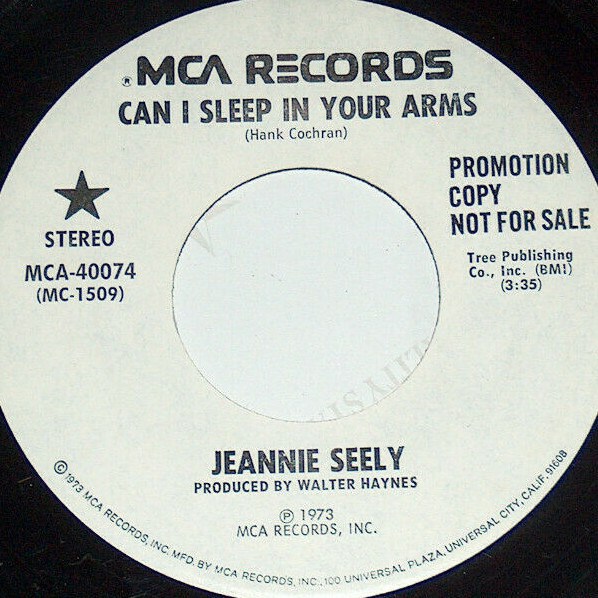 ® MCA RECORDS
CAN I SLEEP IN YOUR ARMS
(Hank Cochran)
PROMOTION
COPY
NOT FOR SALE
STEREO
MCA-40074
(MC-1509)
Tree Publishing
Co., Inc. (BMI)
(3:35)
JEANNIE SEELY
PRODUCED BY WALTER HAYNES
℗ 1973
MCA RECORDS, INC.
©1973 MCA RECORDS, INC. MFD. BY MCA RECORDS, INC., 100 UNIVERSAL PLAZA, UNIVERSAL CITY, CALIF. 91608